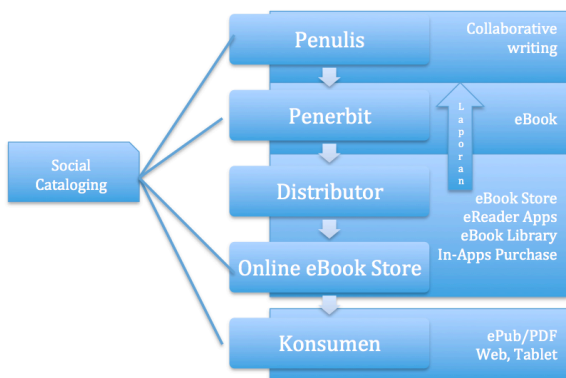 Penulis
Collaborative
writing
Penerbit
Laporan
eBook
Social
Cataloging
Distributor
eBook Store
eReader Apps
eBook Library
In-Apps Purchase
Online eBook Store
Konsumen
ePub/PDF
Web, Tablet